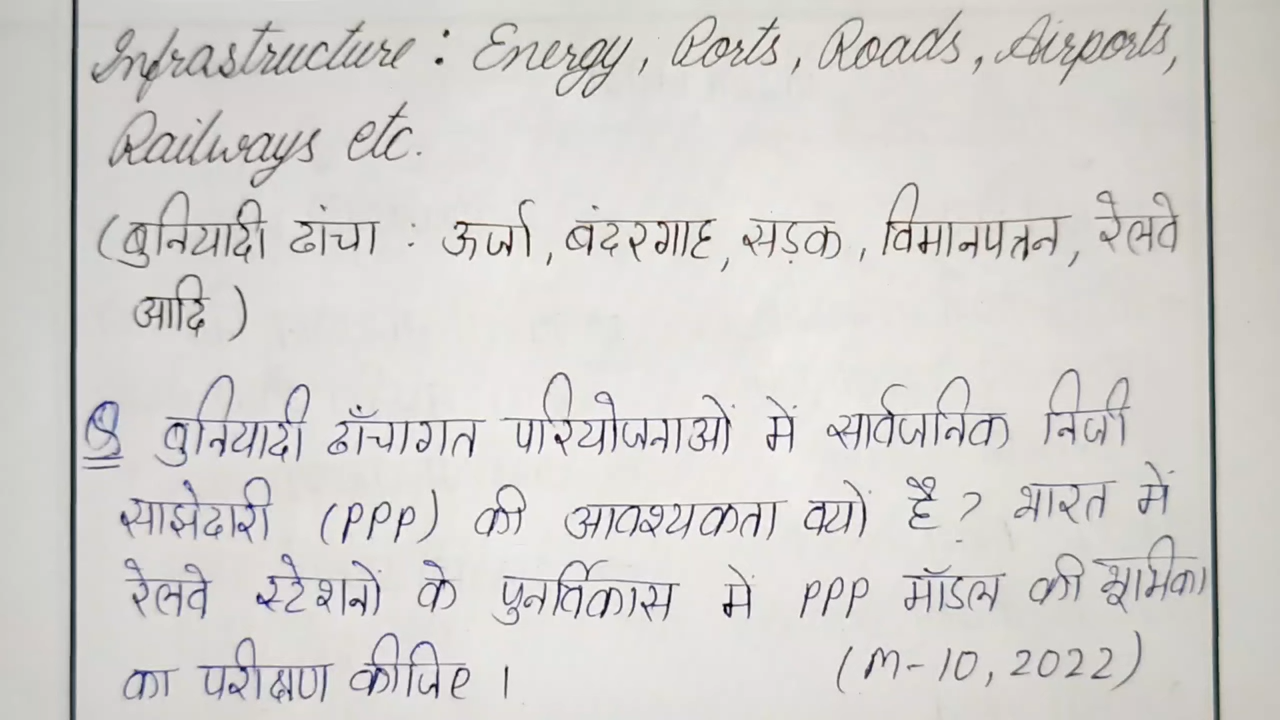 Infrastructure : Energy, Ports, Roads, Airports,
Railways etc.
(बुनियादी ढांचा : ऊर्जा, बंदरगाह, सड़क, विमानपत्तन, रेलवे
आदि)
Q बुनियादी ढाँचागत परियोजनाओं में सार्वजनिक निजी
साझेदारी (PPP) की आवश्यकता क्यों है? भारत में
रेलवे स्टेशनों के पुनर्विकास में PPP मॉडल की भूमिका
का परीक्षण कीजिए ।
(M-10, 2022)